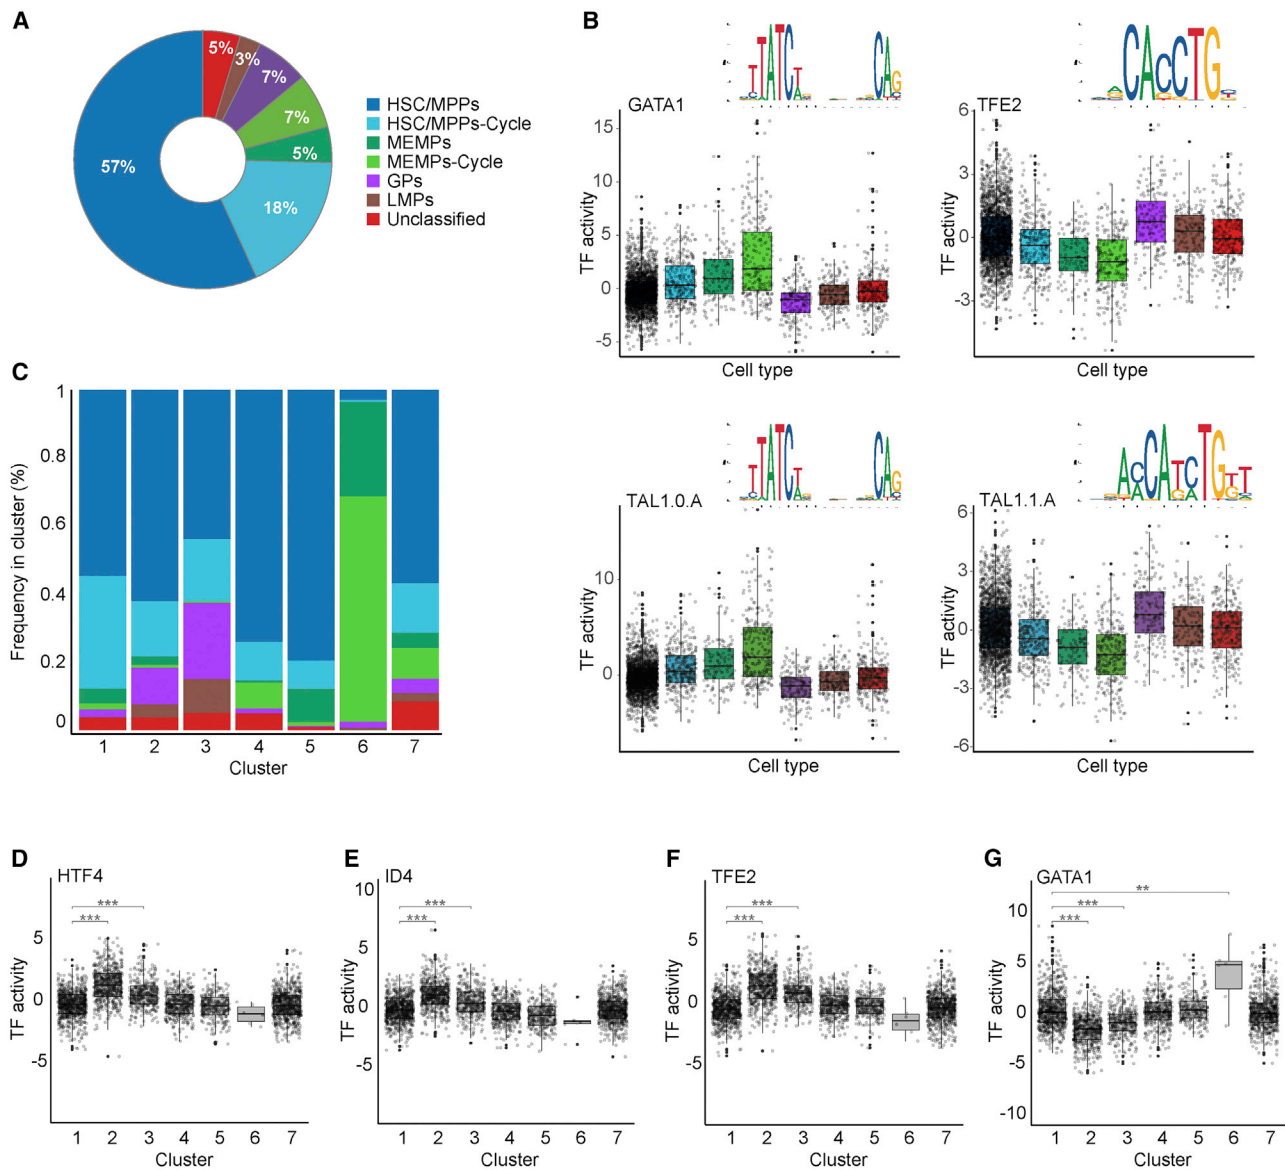 A
5%
3%
7%
7%
5%
18%
57%
HSC/MPPs
HSC/MPPs-Cycle
MEMPs
MEMPs-Cycle
GPs
LMPs
Unclassified
B
GATA1
TF activity
15
10
5
0
-5
Cell type
TFE2
TF activity
6
3
0
-3
Cell type
TAL1.0.A
TF activity
10
0
Cell type
TAL1.1.A
TF activity
6
3
0
-3
-6
Cell type
C
Frequency in cluster (%)
1
0.8
0.6
0.4
0.2
0
1 2 3 4 5 6 7
Cluster
D
HTF4
TF activity
5
0
-5
*** 
***
1 2 3 4 5 6 7
Cluster
E
ID4
TF activity
10
5
0
-5
***
***
1 2 3 4 5 6 7
Cluster
F
TFE2
TF activity
5
0
-5
***
***
1 2 3 4 5 6 7
Cluster
G
GATA1
TF activity
10
5
0
-5
-10
**
***
***
1 2 3 4 5 6 7
Cluster